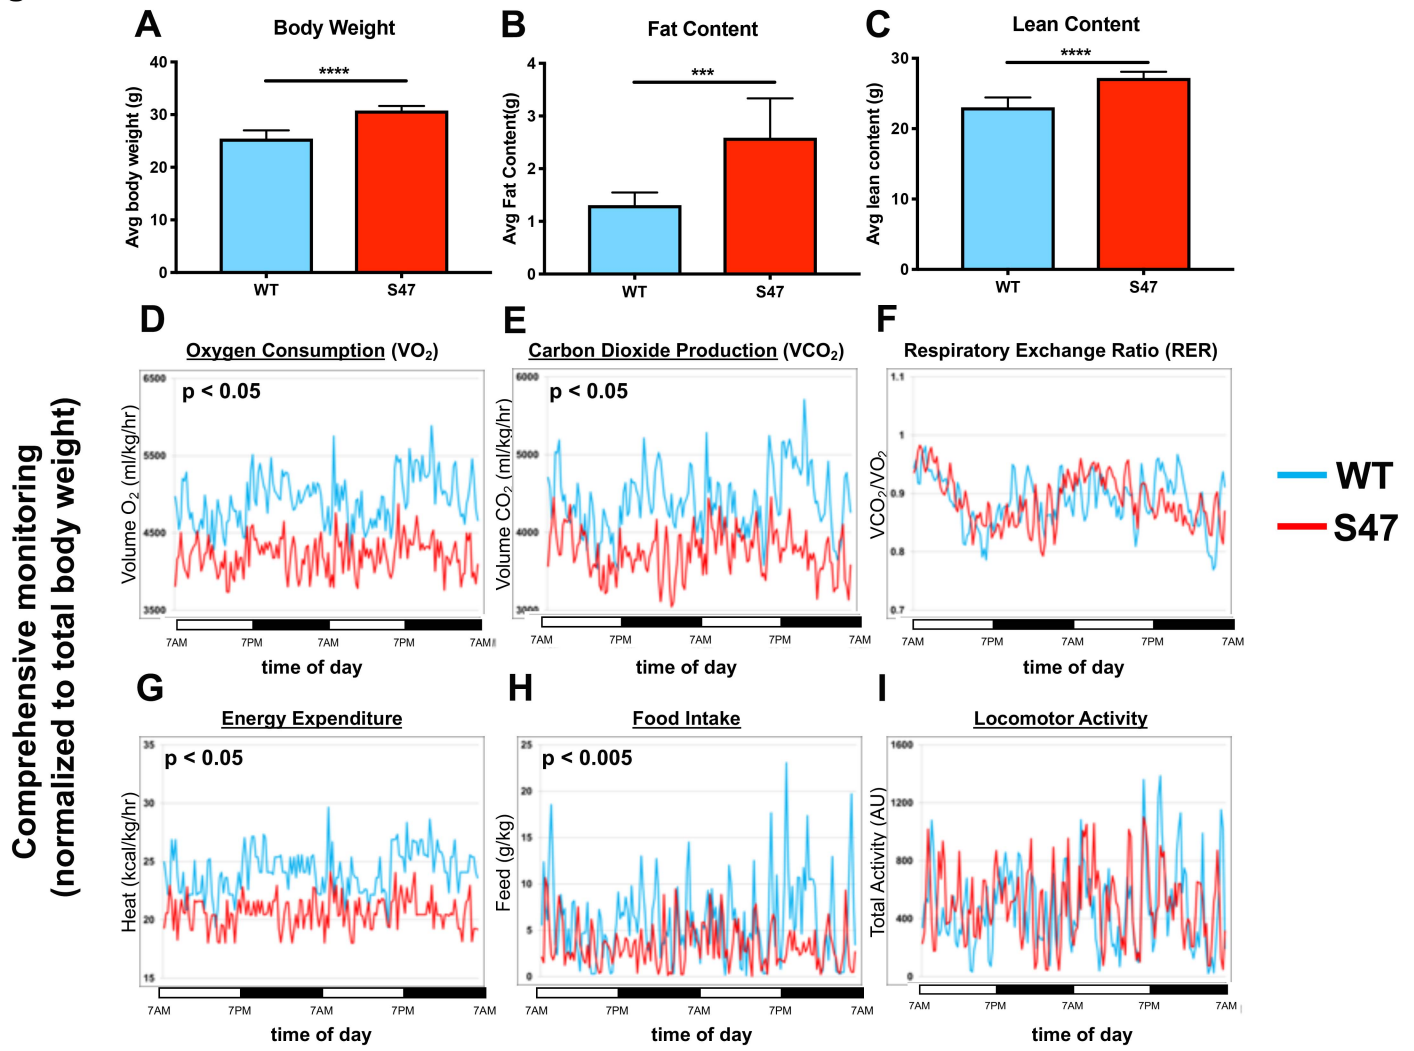 A
Body Weight
Avg body weight (g)
40
30
20
10
0
****
WT
S47
B
Fat Content
Avg Fat Content(g)
4
3
2
1
0
***
WT
S47
C
Lean Content
Avg lean content (g)
30
20
10
0
****
WT
S47
Comprehensive monitoring
(normalized to total body weight)
D
Oxygen Consumption (VO2)
p < 0.05
Volume O2 (ml/kg/hr)
6500
5500
4500
3500
7AM
7PM
7AM
7PM
7AM
time of day
E
Carbon Dioxide Production (VCO2)
p < 0.05
Volume CO2 (ml/kg/hr)
6000
5000
4000
3000
7AM
7PM
7AM
7PM
7AM
time of day
F
Respiratory Exchange Ratio (RER)
VCO2/VO2
1.1
1
0.9
0.8
0.7
7AM
7PM
7AM
7PM
7AM
time of day
WT
S47
G
Energy Expenditure
p < 0.05
Heat (kcal/kg/hr)
35
30
25
20
15
7AM
7PM
7AM
7PM
7AM
time of day
H
Food Intake
p < 0.005
Feed (g/kg)
25
20
15
10
5
0
7AM
7PM
7AM
7PM
7AM
time of day
I
Locomotor Activity
Total Activity (AU)
1600
1200
800
400
0
7AM
7PM
7AM
7PM
7AM
time of day